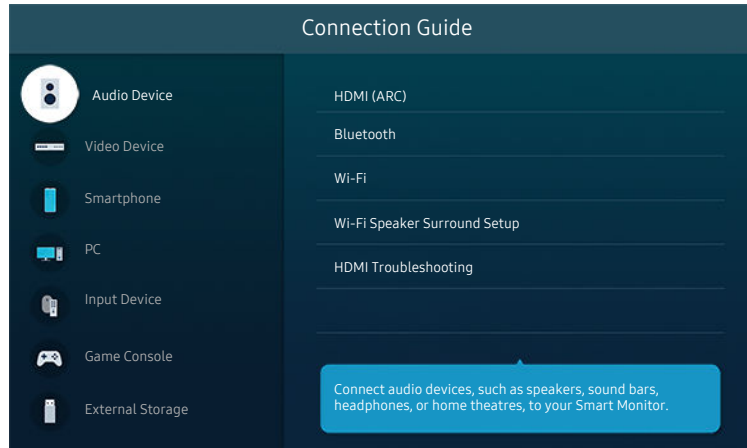 Connection Guide
Audio Device
Video Device
Smartphone
PC
Input Device
Game Console
External Storage
HDMI (ARC)
Bluetooth
Wi-Fi
Wi-Fi Speaker Surround Setup
HDMI Troubleshooting
Connect audio devices, such as speakers, sound bars,
headphones, or home theatres, to your Smart Monitor.